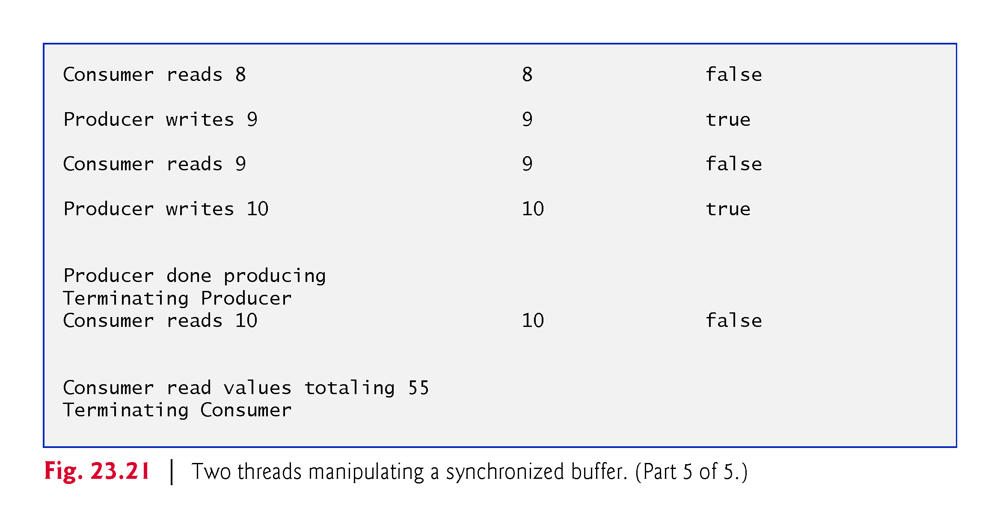 Consumer reads 8 8 false
Producer writes 9 9 true
Consumer reads 9 9 false
Producer writes 10 10 true
Producer done producing
Terminating Producer
Consumer reads 10 10 false
Consumer read values totaling 55
Terminating Consumer
Fig. 23.21 | Two threads manipulating a synchronized buffer. (Part 5 of 5.)